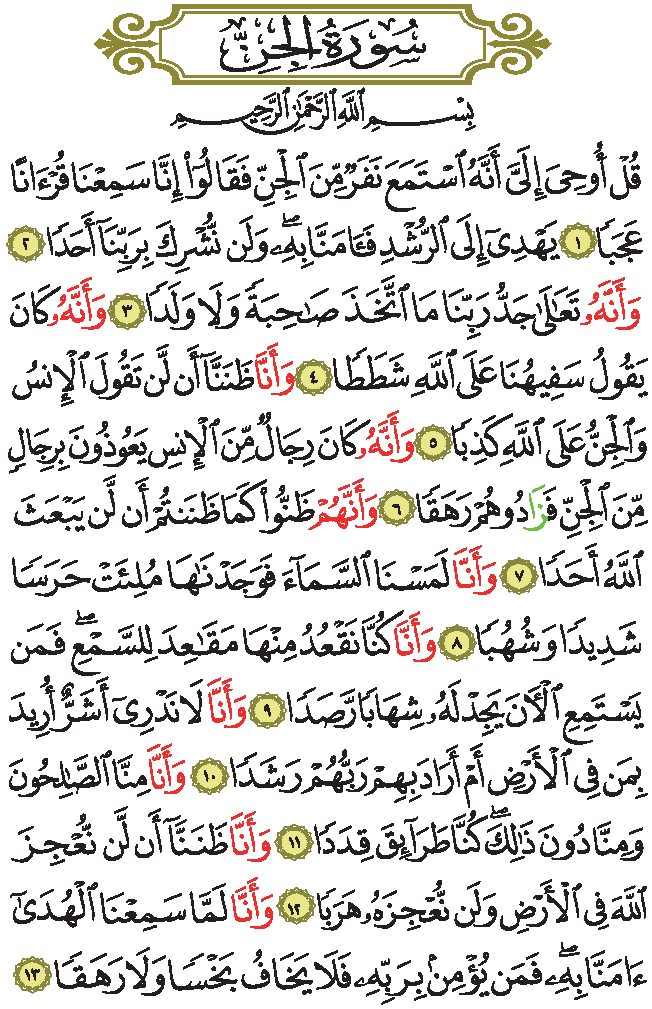 سُورَةُ الجِنِّ
بِسْمِ ٱللَّهِ ٱلرَّحْمَٰنِ ٱلرَّحِيمِ
قُلْ أُوحِيَ إِلَيَّ أَنَّهُ ٱسْتَمَعَ نَفَرٌ مِّنَ ٱلْجِنِّ فَقَالُوٓا۟ إِنَّا سَمِعْنَا قُرْءَانًا
عَجَبًا ١ يَهْدِىٓ إِلَى ٱلرُّشْدِ فَـَٔامَنَّا بِهِۦ ۖ وَلَن نُّشْرِكَ بِرَبِّنَآ أَحَدًا ٢
وَأَنَّهُۥ تَعَٰلَىٰ جَدُّ رَبِّنَا مَا ٱتَّخَذَ صَٰحِبَةً وَلَا وَلَدًا ٣ وَأَنَّهُۥ كَانَ
يَقُولُ سَفِيهُنَا عَلَى ٱللَّهِ شَطَطًا ٤ وَأَنَّا ظَنَنَّآ أَن لَّن تَقُولَ ٱلْإِنسُ
وَٱلْجِنُّ عَلَى ٱللَّهِ كَذِبًا ٥ وَأَنَّهُۥ كَانَ رِجَالٌ مِّنَ ٱلْإِنسِ يَعُوذُونَ بِرِجَالٍ
مِّنَ ٱلْجِنِّ فَزَادُوهُمْ رَهَقًا ٦ وَأَنَّهُمْ ظَنُّوا۟ كَمَا ظَنَنتُمْ أَن لَّن يَبْعَثَ
ٱللَّهُ أَحَدًا ٧ وَأَنَّا لَمَسْنَا ٱلسَّمَآءَ فَوَجَدْنَٰهَا مُلِئَتْ حَرَسًا
شَدِيدًا وَشُهُبًا ٨ وَأَنَّا كُنَّا نَقْعُدُ مِنْهَا مَقَٰعِدَ لِلسَّمْعِ ۖ فَمَن
يَسْتَمِعِ ٱلْـَٔانَ يَجِدْ لَهُۥ شِهَابًا رَّصَدًا ٩ وَأَنَّا لَا نَدْرِىٓ أَشَرٌّ أُرِيدَ
بِمَن فِى ٱلْأَرْضِ أَمْ أَرَادَ بِهِمْ رَبُّهُمْ رَشَدًا ١٠ وَأَنَّا مِنَّا ٱلصَّٰلِحُونَ
وَمِنَّا دُونَ ذَٰلِكَ ۖ كُنَّا طَرَآئِقَ قِدَدًا ١١ وَأَنَّا ظَنَنَّآ أَن لَّن نُّعْجِزَ
ٱللَّهَ فِى ٱلْأَرْضِ وَلَن نُّعْجِزَهُۥ هَرَبًا ١٢ وَأَنَّا لَمَّا سَمِعْنَا ٱلْهُدَىٰٓ
ءَامَنَّا بِهِۦ ۖ فَمَن يُؤْمِنۢ بِرَبِّهِۦ فَلَا يَخَافُ بَخْسًا وَلَا رَهَقًا ١٣